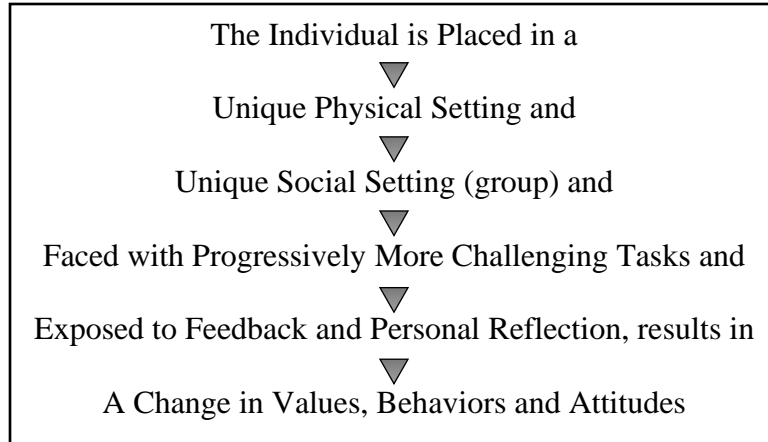 The Individual is Placed in a
Unique Physical Setting and
Unique Social Setting (group) and
Faced with Progressively More Challenging Tasks and
Exposed to Feedback and Personal Reflection, results in
A Change in Values, Behaviors and Attitudes